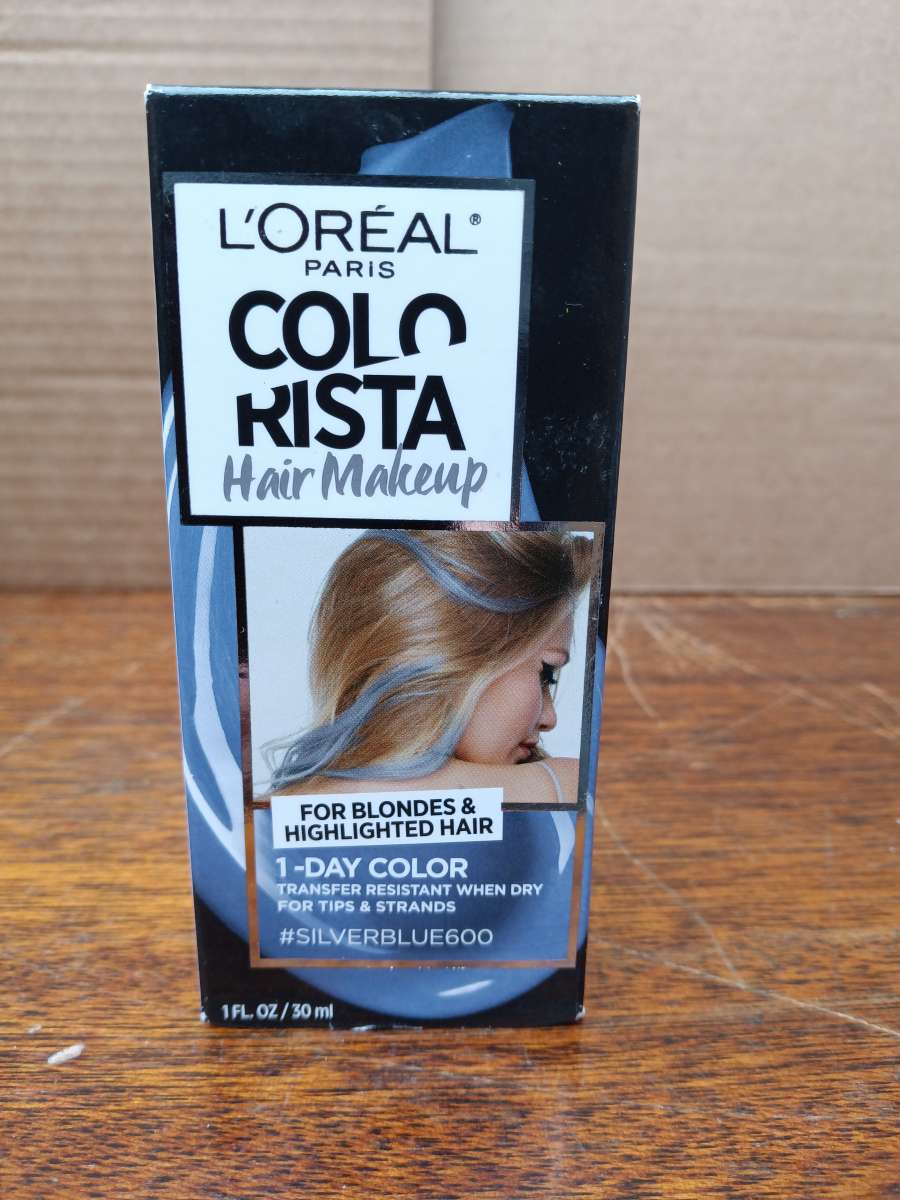 L'ORÉAL®
PARIS
COLO
RISTA
Hair Makeup
FOR BLONDES &
HIGHLIGHTED HAIR
1-DAY COLOR
TRANSFER RESISTANT WHEN DRY
FOR TIPS & STRANDS
#SILVERBLUE600
1 FL. OZ / 30 ml